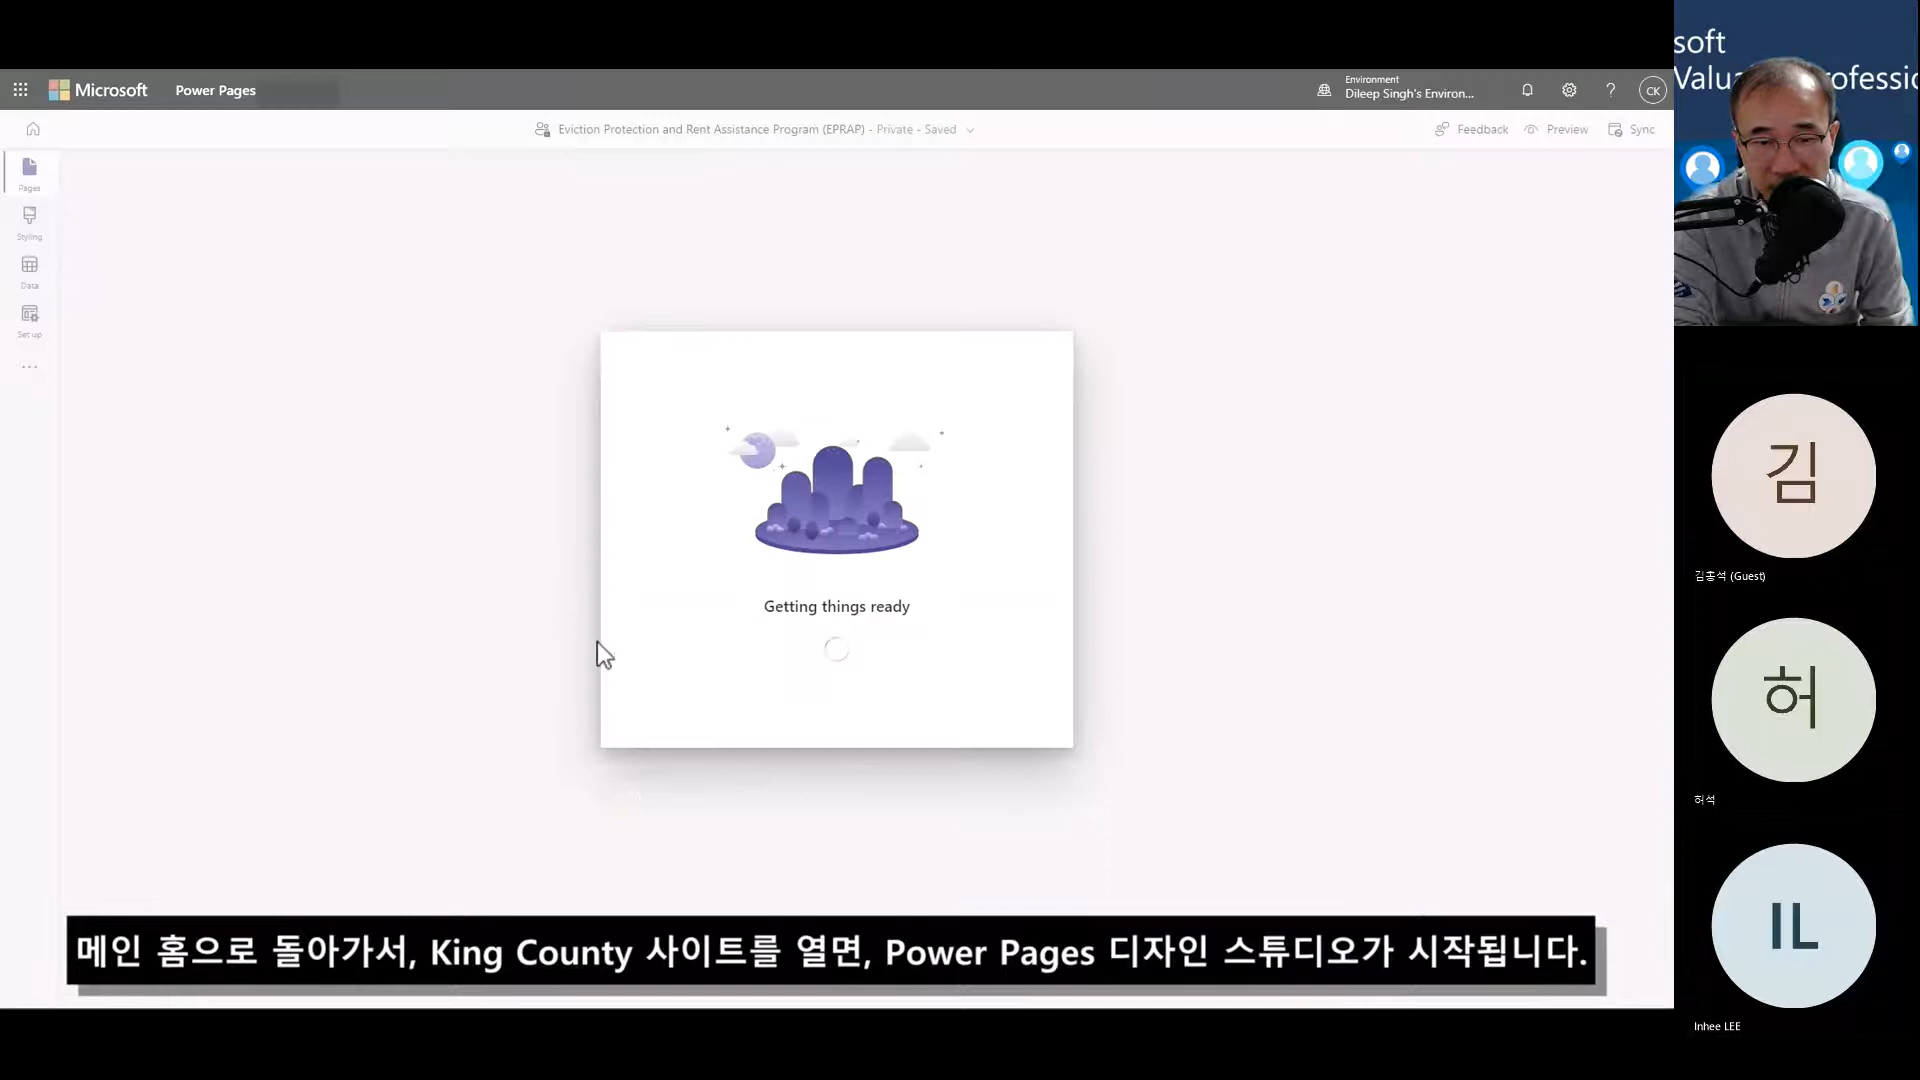 Microsoft
Power Pages
Environment
Dileep Singh's Environ...
?
CK
Eviction Protection and Rent Assistance Program (EPRAP) - Private - Saved
Feedback
Preview
Sync
Pages
Styling
Data
Set up
Getting things ready
메인 홈으로 돌아가서, King County 사이트를 열면, Power Pages 디자인 스튜디오가 시작됩니다.
soft
Valua
ofessic
김
김홍석 (Guest)
허
허석
IL
Inhee LEE